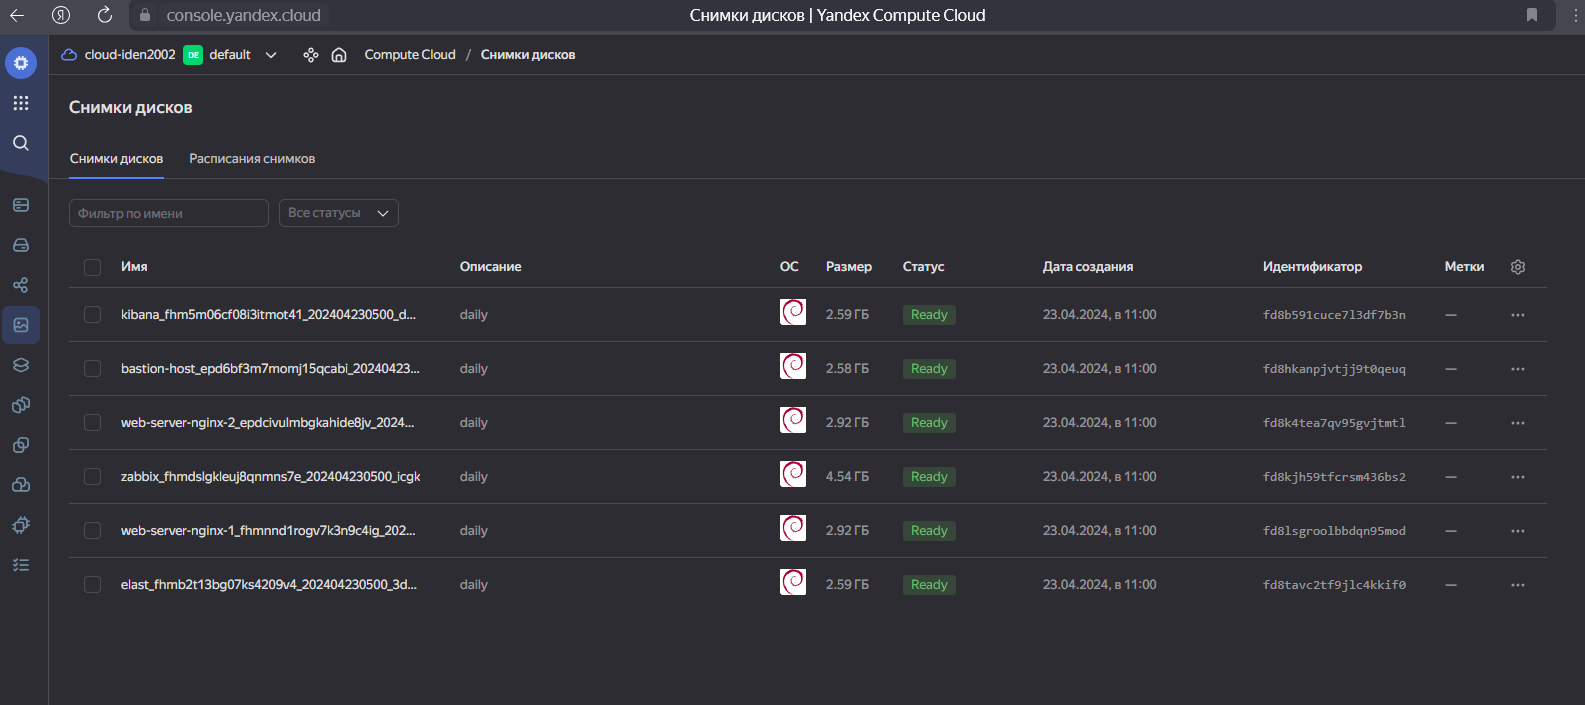 console.yandex.cloud Снимки дисков | Yandex Compute Cloud
cloud-iden2002 DE default Compute Cloud / Снимки дисков
Снимки дисков
Снимки дисков Расписания снимков
Фильтр по имени Все статусы
Имя Описание ОС Размер Статус Дата создания Идентификатор Метки
kibana_fhm5m06cf08i3itmot41_202404230500_d... daily 2.59 ГБ Ready 23.04.2024, в 11:00 fd8b591cuce7l3df7b3n —
bastion-host_epd6bf3m7momj15qcabi_20240423... daily 2.58 ГБ Ready 23.04.2024, в 11:00 fd8hkanpjvtjj9t0qeuq —
web-server-nginx-2_epdcivulmbgkahide8jv_2024... daily 2.92 ГБ Ready 23.04.2024, в 11:00 fd8k4tea7qv95gvjtmtl —
zabbix_fhmdslgkleuj8qnmns7e_202404230500_icgk daily 4.54 ГБ Ready 23.04.2024, в 11:00 fd8kjh59tfcrsm436bs2 —
web-server-nginx-1_fhmnnd1rogv7k3n9c4ig_202... daily 2.92 ГБ Ready 23.04.2024, в 11:00 fd8lsgroolbbdqn95mod —
elast_fhmb2t13bg07ks4209v4_202404230500_3d... daily 2.59 ГБ Ready 23.04.2024, в 11:00 fd8tavc2tf9jlc4kkif0 —